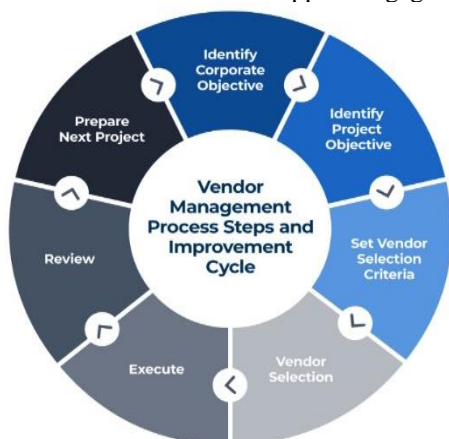 Identify
Corporate
Objective
Identify
Project
Objective
Set Vendor
Selection
Criteria
Vendor
Selection
Execute
Review
Prepare
Next Project
Vendor
Management
Process Steps and
Improvement
Cycle